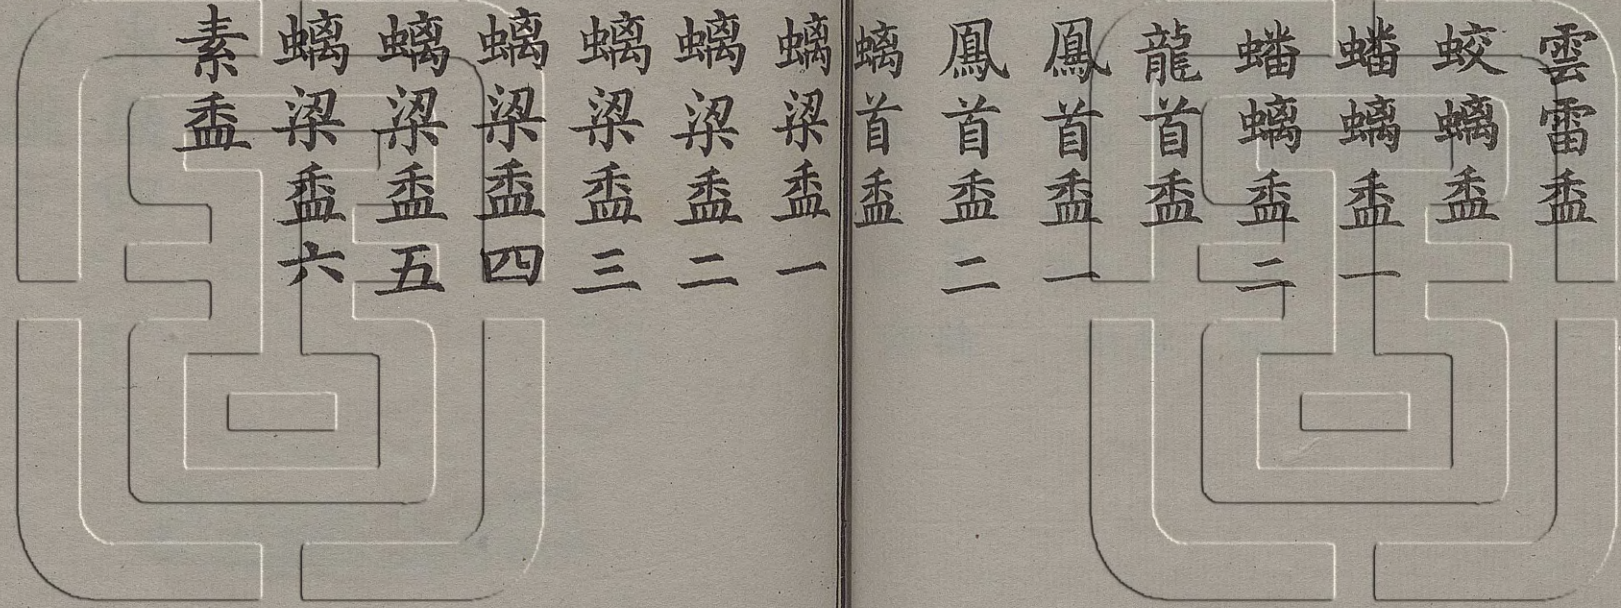 雲雷盉
蛟螭盉
蟠螭盉一
蟠螭盉二
龍首盉
鳳首盉一
鳳首盉二
螭首盉
螭梁盉一
螭梁盉二
螭梁盉三
螭梁盉四
螭梁盉五
螭梁盉六
素盉